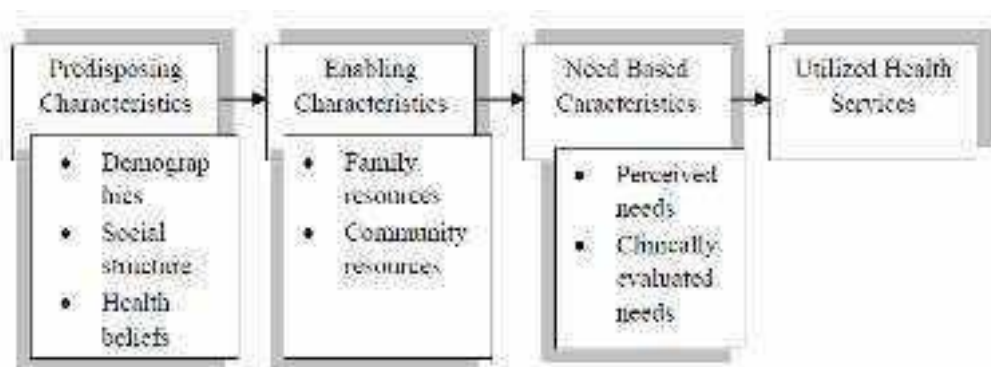 Predisposing
Characteristics
Enabling
Characteristics
Need Based
Caracteristics
Utilized Health
Services
• Demograp
hics
• Social
structure
• Health
beliefs
• Family
resources
• Community
resources
• Perceived
needs
• Clinically
evaluated
needs